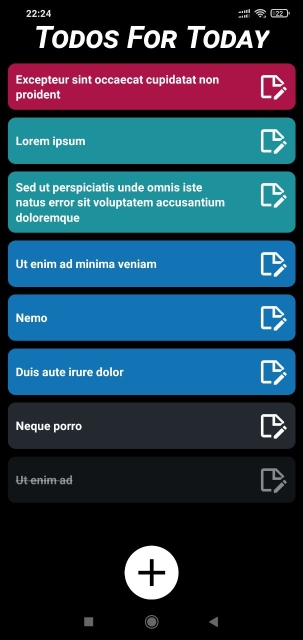 22:24
22
Todos For Today
Excepteur sint occaecat cupidatat non
proident
Lorem ipsum
Sed ut perspiciatis unde omnis iste
natus error sit voluptatem accusantium
doloremque
Ut enim ad minima veniam
Nemo
Duis aute irure dolor
Neque porro
Ut enim ad